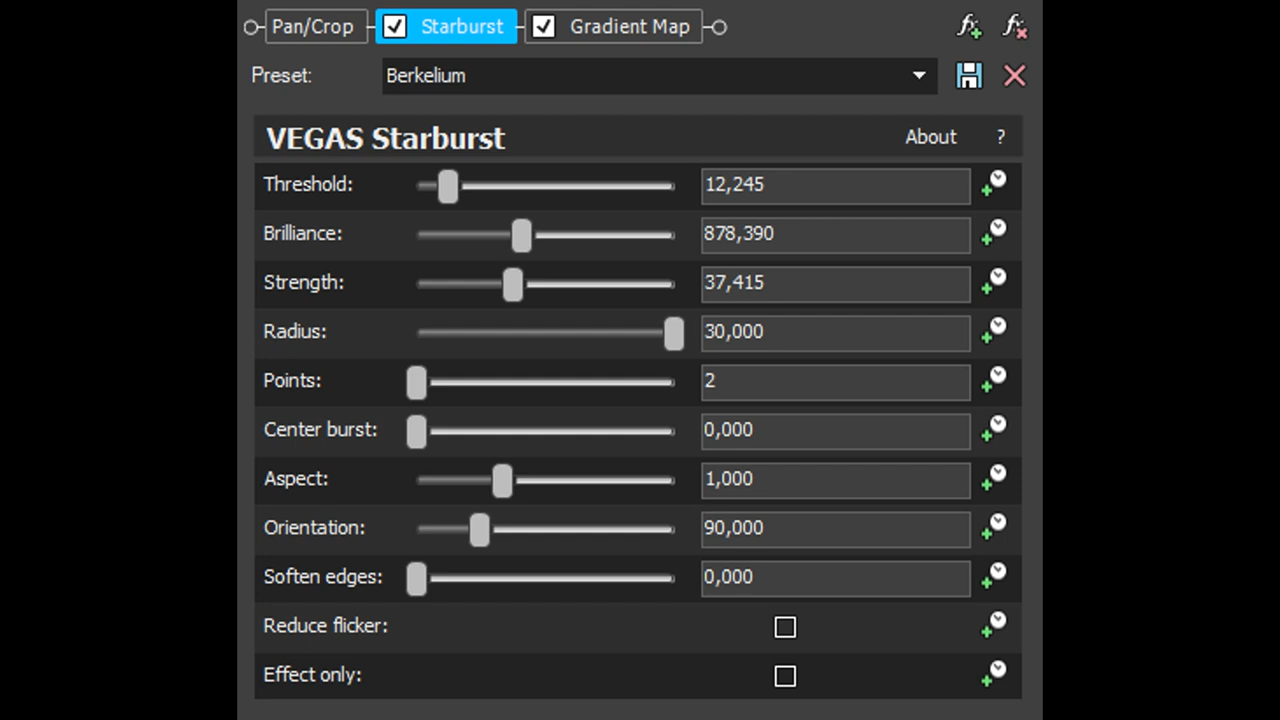 Pan/Crop Starburst Gradient Map
Preset: Berkelium
VEGAS Starburst About ?
Threshold: 12,245
Brilliance: 878,390
Strength: 37,415
Radius: 30,000
Points: 2
Center burst: 0,000
Aspect: 1,000
Orientation: 90,000
Soften edges: 0,000
Reduce flicker:
Effect only: